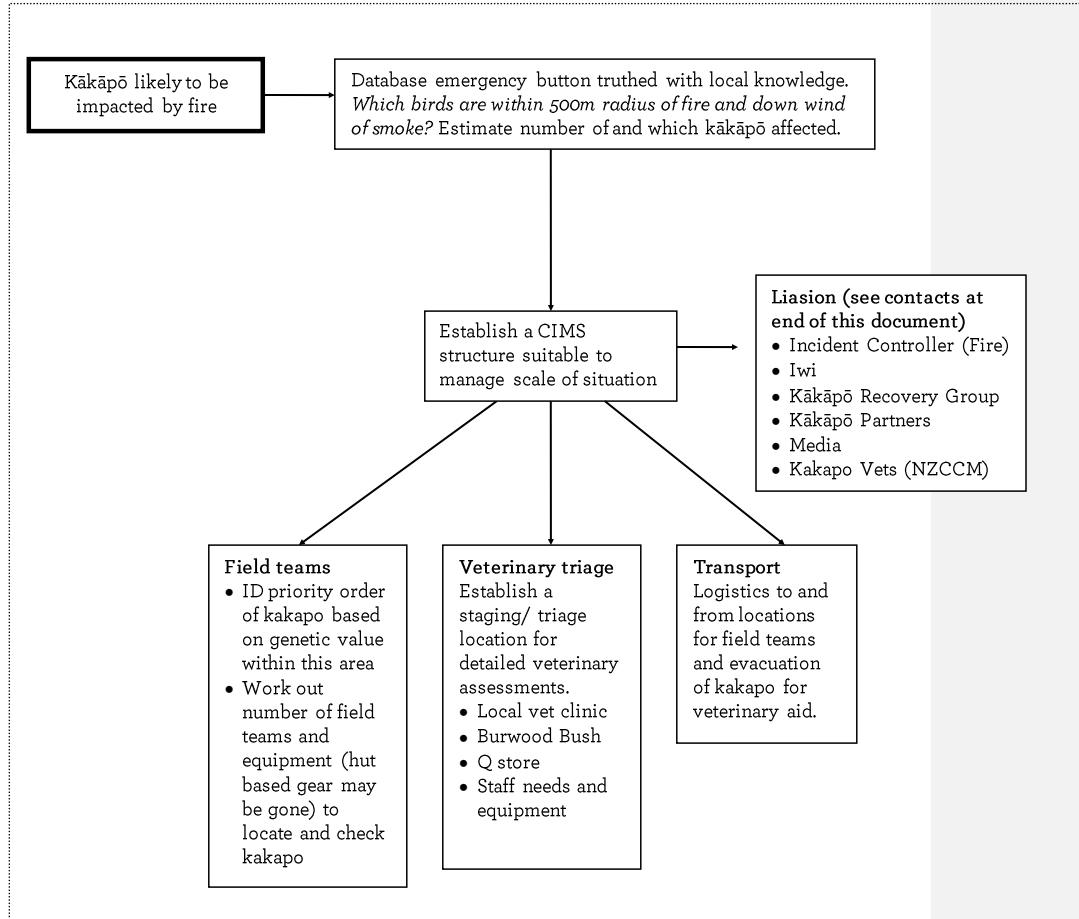 Kākāpō likely to be
impacted by fire
Database emergency button truthed with local knowledge.
Which birds are within 500m radius of fire and down wind
of smoke? Estimate number of and which kākāpō affected.
Establish a CIMS
structure suitable to
manage scale of situation
Liasion (see contacts at
end of this document)
• Incident Controller (Fire)
• Iwi
• Kākāpō Recovery Group
• Kākāpō Partners
• Media
• Kakapo Vets (NZCCM)
Field teams
• ID priority order
of kakapo based
on genetic value
within this area
• Work out
number of field
teams and
equipment (hut
based gear may
be gone) to
locate and check
kakapo
Veterinary triage
Establish a
staging/ triage
location for
detailed veterinary
assessments.
• Local vet clinic
• Burwood Bush
• Q store
• Staff needs and
equipment
Transport
Logistics to and
from locations
for field teams
and evacuation
of kakapo for
veterinary aid.